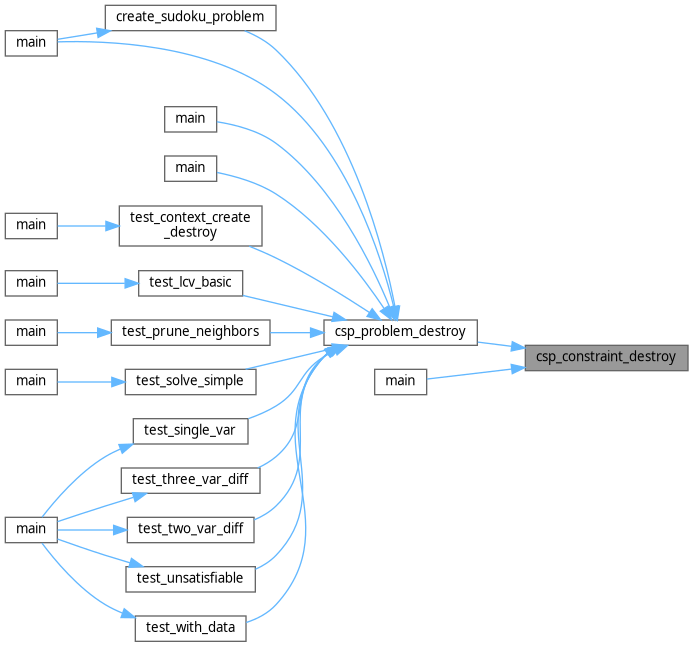 create_sudoku_problem
main
main
main
test_context_create
_destroy
main
test_lcv_basic
main
test_prune_neighbors
main
csp_problem_destroy
csp_constraint_destroy
test_solve_simple
main
main
test_single_var
test_three_var_diff
main
test_two_var_diff
test_unsatisfiable
test_with_data